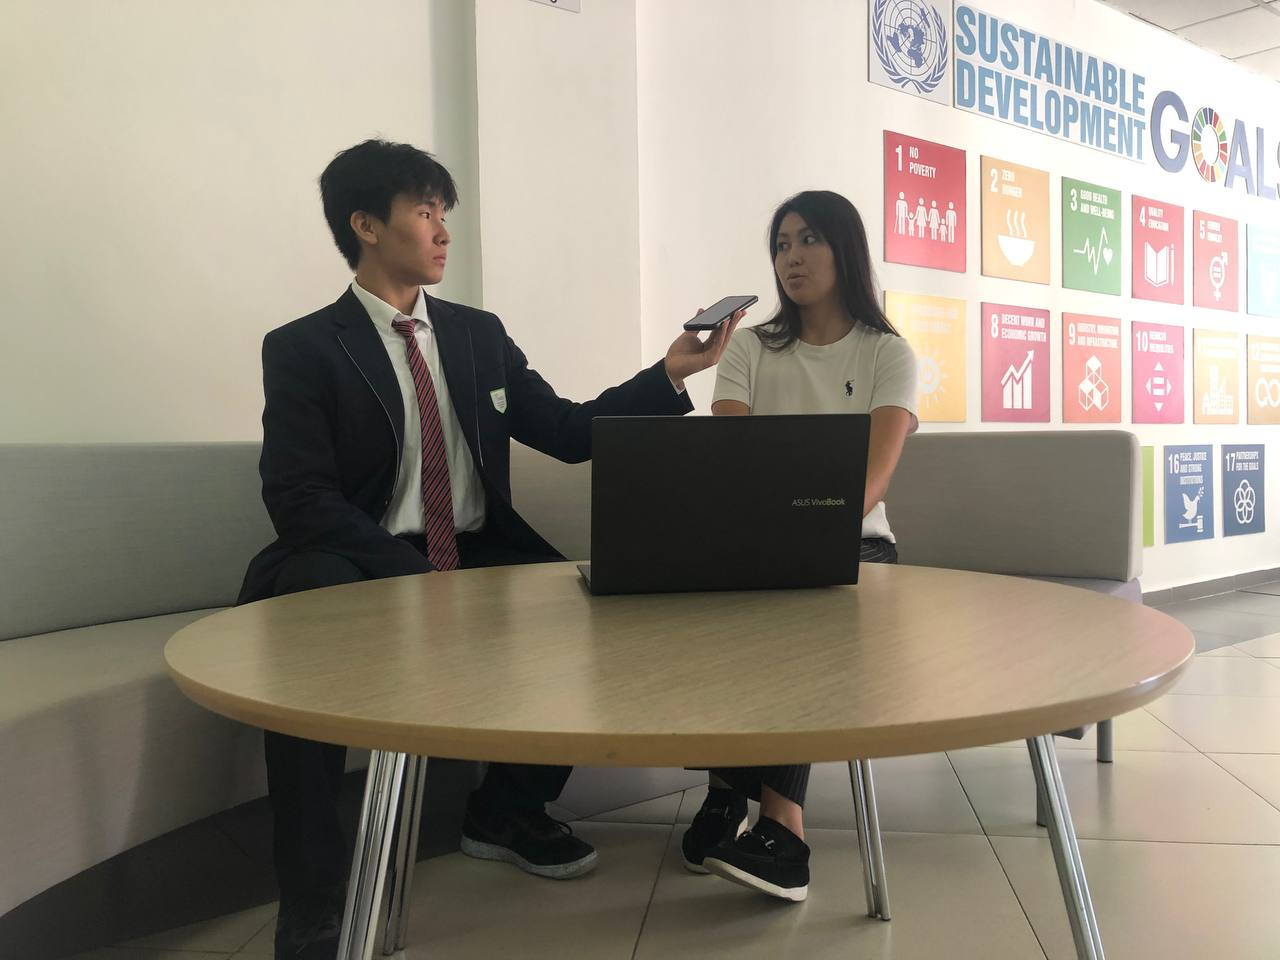 SUSTAINABLE
DEVELOPMENT
GOALS
1 NO
POVERTY
2 ZERO
HUNGER
3 GOOD HEALTH
AND WELL-BEING
4 QUALITY
EDUCATION
5 GENDER
EQUALITY
8 DECENT WORK AND
ECONOMIC GROWTH
9 INDUSTRY, INNOVATION
AND INFRASTRUCTURE
10 REDUCED
INEQUALITIES
16 PEACE, JUSTICE
AND STRONG
INSTITUTIONS
17 PARTNERSHIPS
FOR THE GOALS
ASUS VivoBook